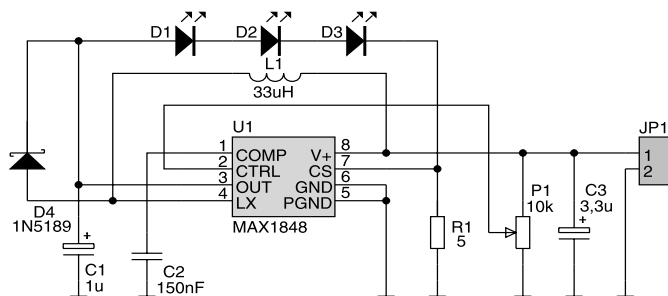 D1 D2 D3
L1
33uH
U1
JP1
1 COMP V+ 8
2 CTRL CS 7
3 OUT GND 6
4 LX PGND 5
1
2
MAX1848
D4
1N5189
P1
10k
C3
3,3u
R1
5
+
C1
1u
C2
150nF
+